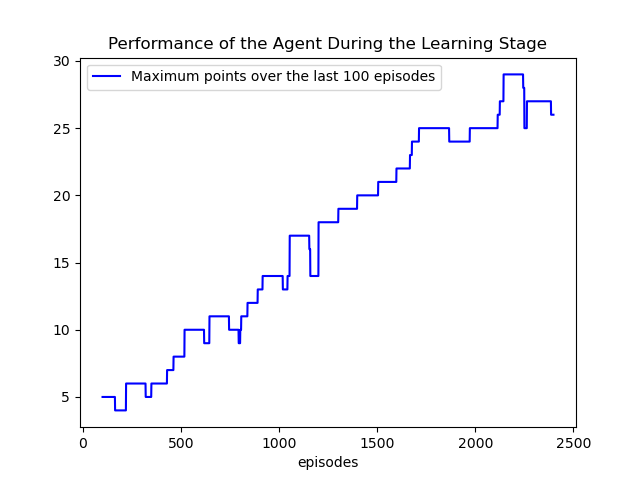 Performance of the Agent During the Learning Stage
Maximum points over the last 100 episodes
30
25
20
15
10
5
0 500 1000 1500 2000 2500
episodes